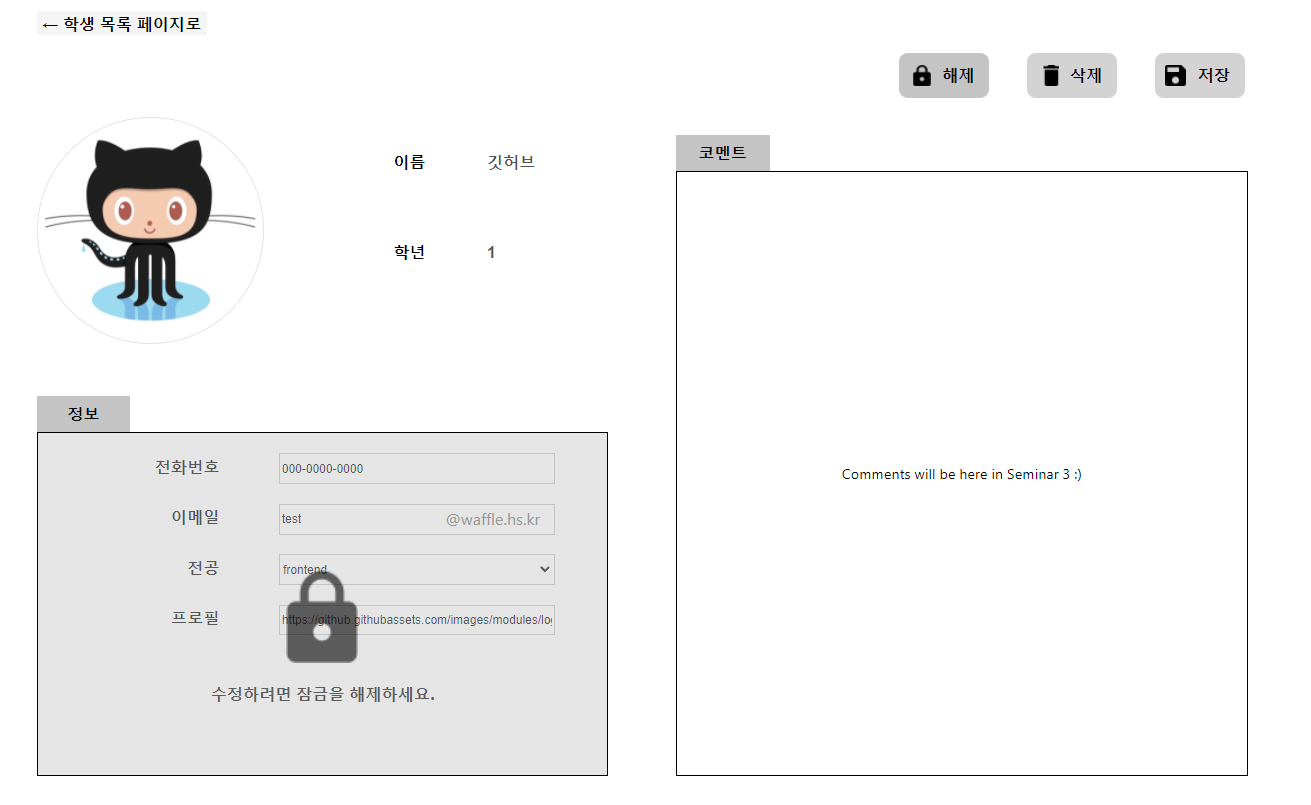 ← 학생 목록 페이지로
해제
삭제
저장
이름 깃허브
학년 1
정보
전화번호 000-0000-0000
이메일 test @waffle.hs.kr
전공 frontend
프로필 https://github.githubassets.com/images/modules/log
수정하려면 잠금을 해제하세요.
코멘트
Comments will be here in Seminar 3 :)